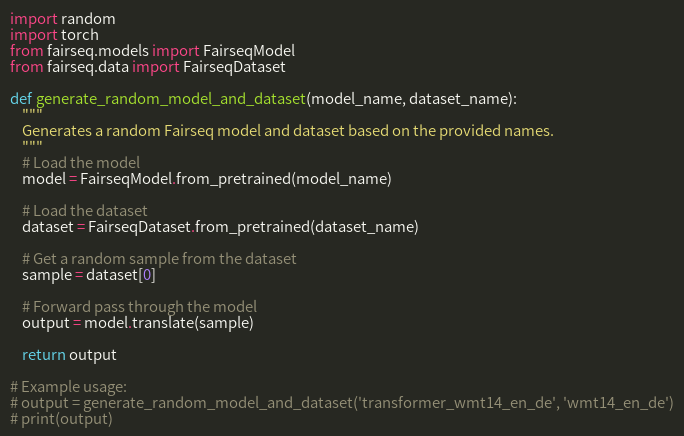 import random
import torch
from fairseq.models import FairseqModel
from fairseq.data import FairseqDataset

def generate_random_model_and_dataset(model_name, dataset_name):
    """
    Generates a random Fairseq model and dataset based on the provided names.
    """
    # Load the model
    model = FairseqModel.from_pretrained(model_name)

    # Load the dataset
    dataset = FairseqDataset.from_pretrained(dataset_name)

    # Get a random sample from the dataset
    sample = dataset[0]

    # Forward pass through the model
    output = model.translate(sample)

    return output

# Example usage:
# output = generate_random_model_and_dataset('transformer_wmt14_en_de', 'wmt14_en_de')
# print(output)